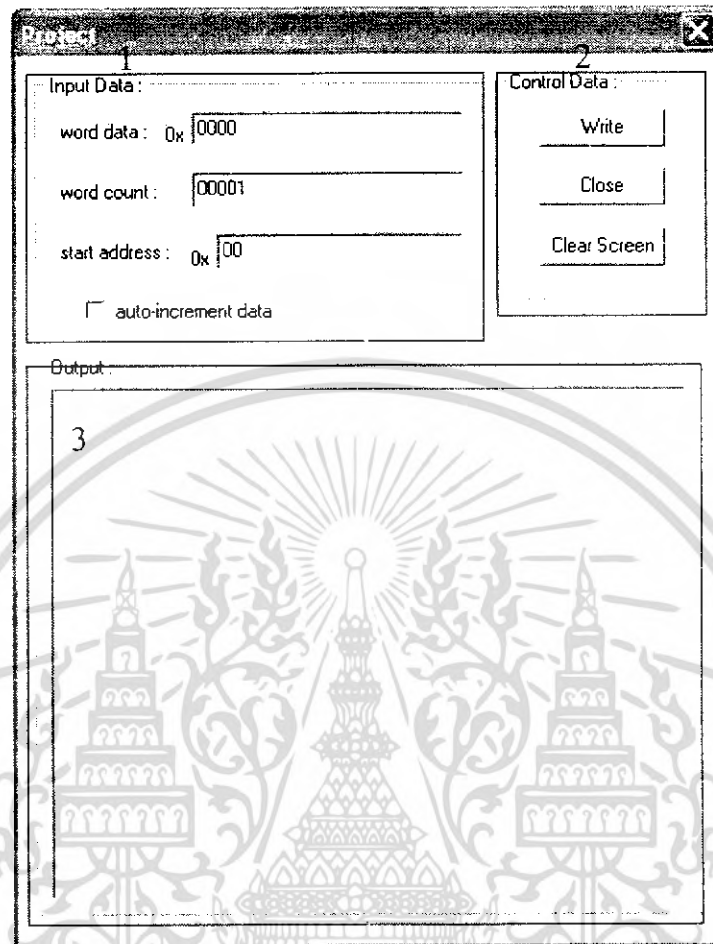 Project
1
2
Input Data :
Control Data :
word data : 0x 0000
Write
word count : 00001
Close
start address : 0x 00
Clear Screen
auto-increment data
Output :
3